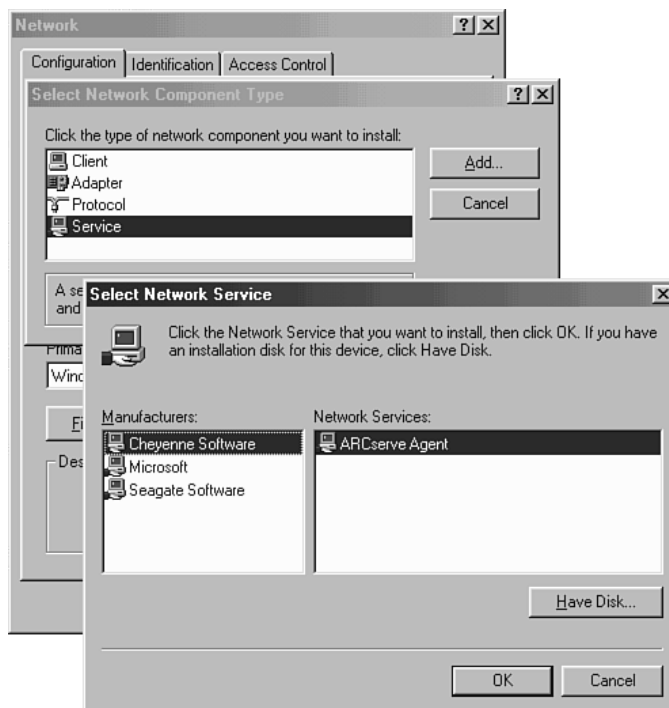 Network
Configuration Identification Access Control
Select Network Component Type
Click the type of network component you want to install:
Client
Adapter
Protocol
Service
Add...
Cancel
A se
and
Select Network Service
Click the Network Service that you want to install, then click OK. If you have
an installation disk for this device, click Have Disk.
Manufacturers:
Cheyenne Software
Microsoft
Seagate Software
Network Services:
ARCserve Agent
Have Disk...
OK
Cancel